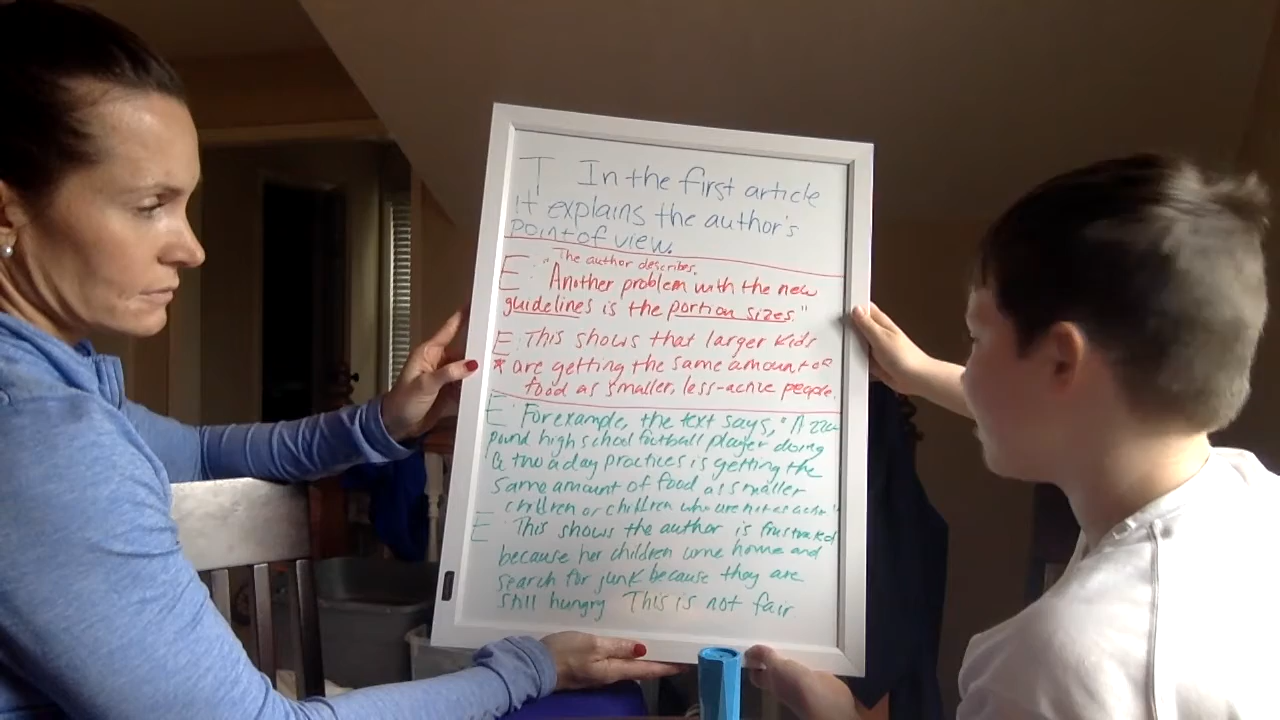 T In the first article
it explains the author's
point of view.
The author describes,
E: "Another problem with the new
guidelines is the portion sizes."
E: This shows that larger kids
* are getting the same amount of
food as smaller, less-active people.
E: For example, the text says, "A
pound high school football player doing
two a day practices is getting the
same amount of food as smaller
children or children who are not as active"
E This shows the author is frustrated
because her children come home and
search for junk because they are
still hungry This is not fair